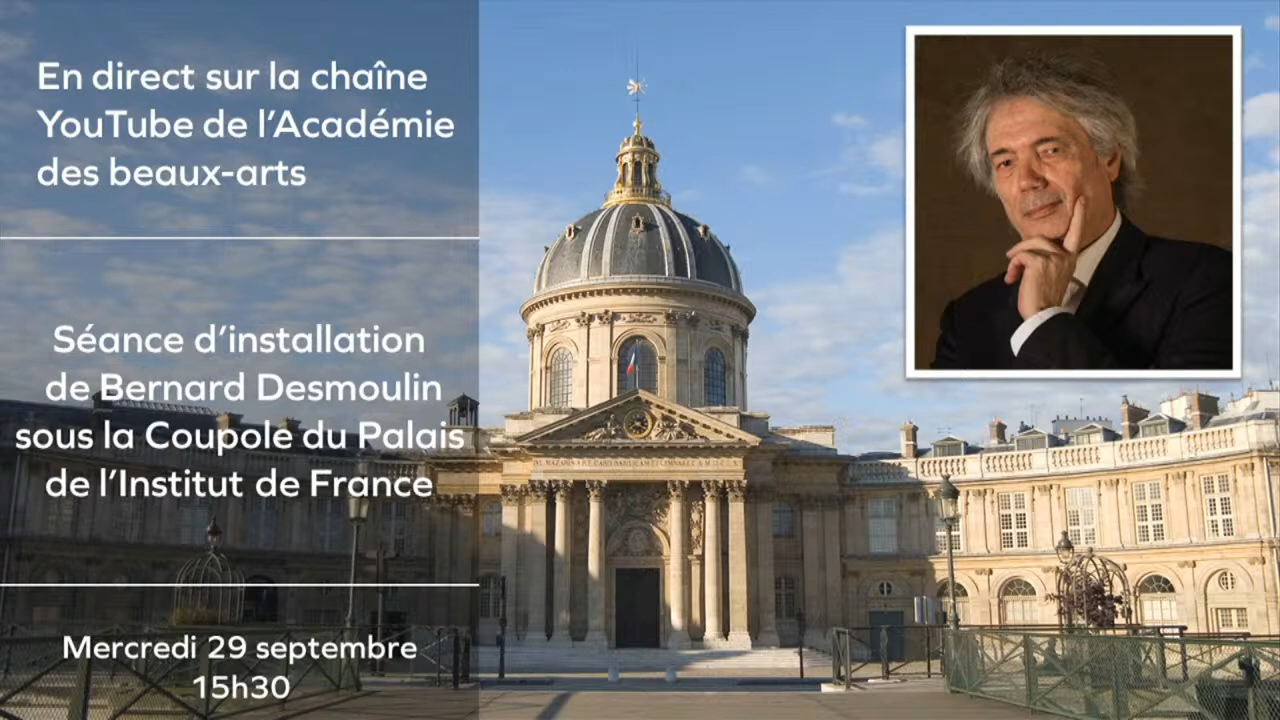 En direct sur la chaîne
YouTube de l’Académie
des beaux-arts
Séance d’installation
de Bernard Desmoulin
sous la Coupole du Palais
de l’Institut de France
Mercredi 29 septembre
15h30